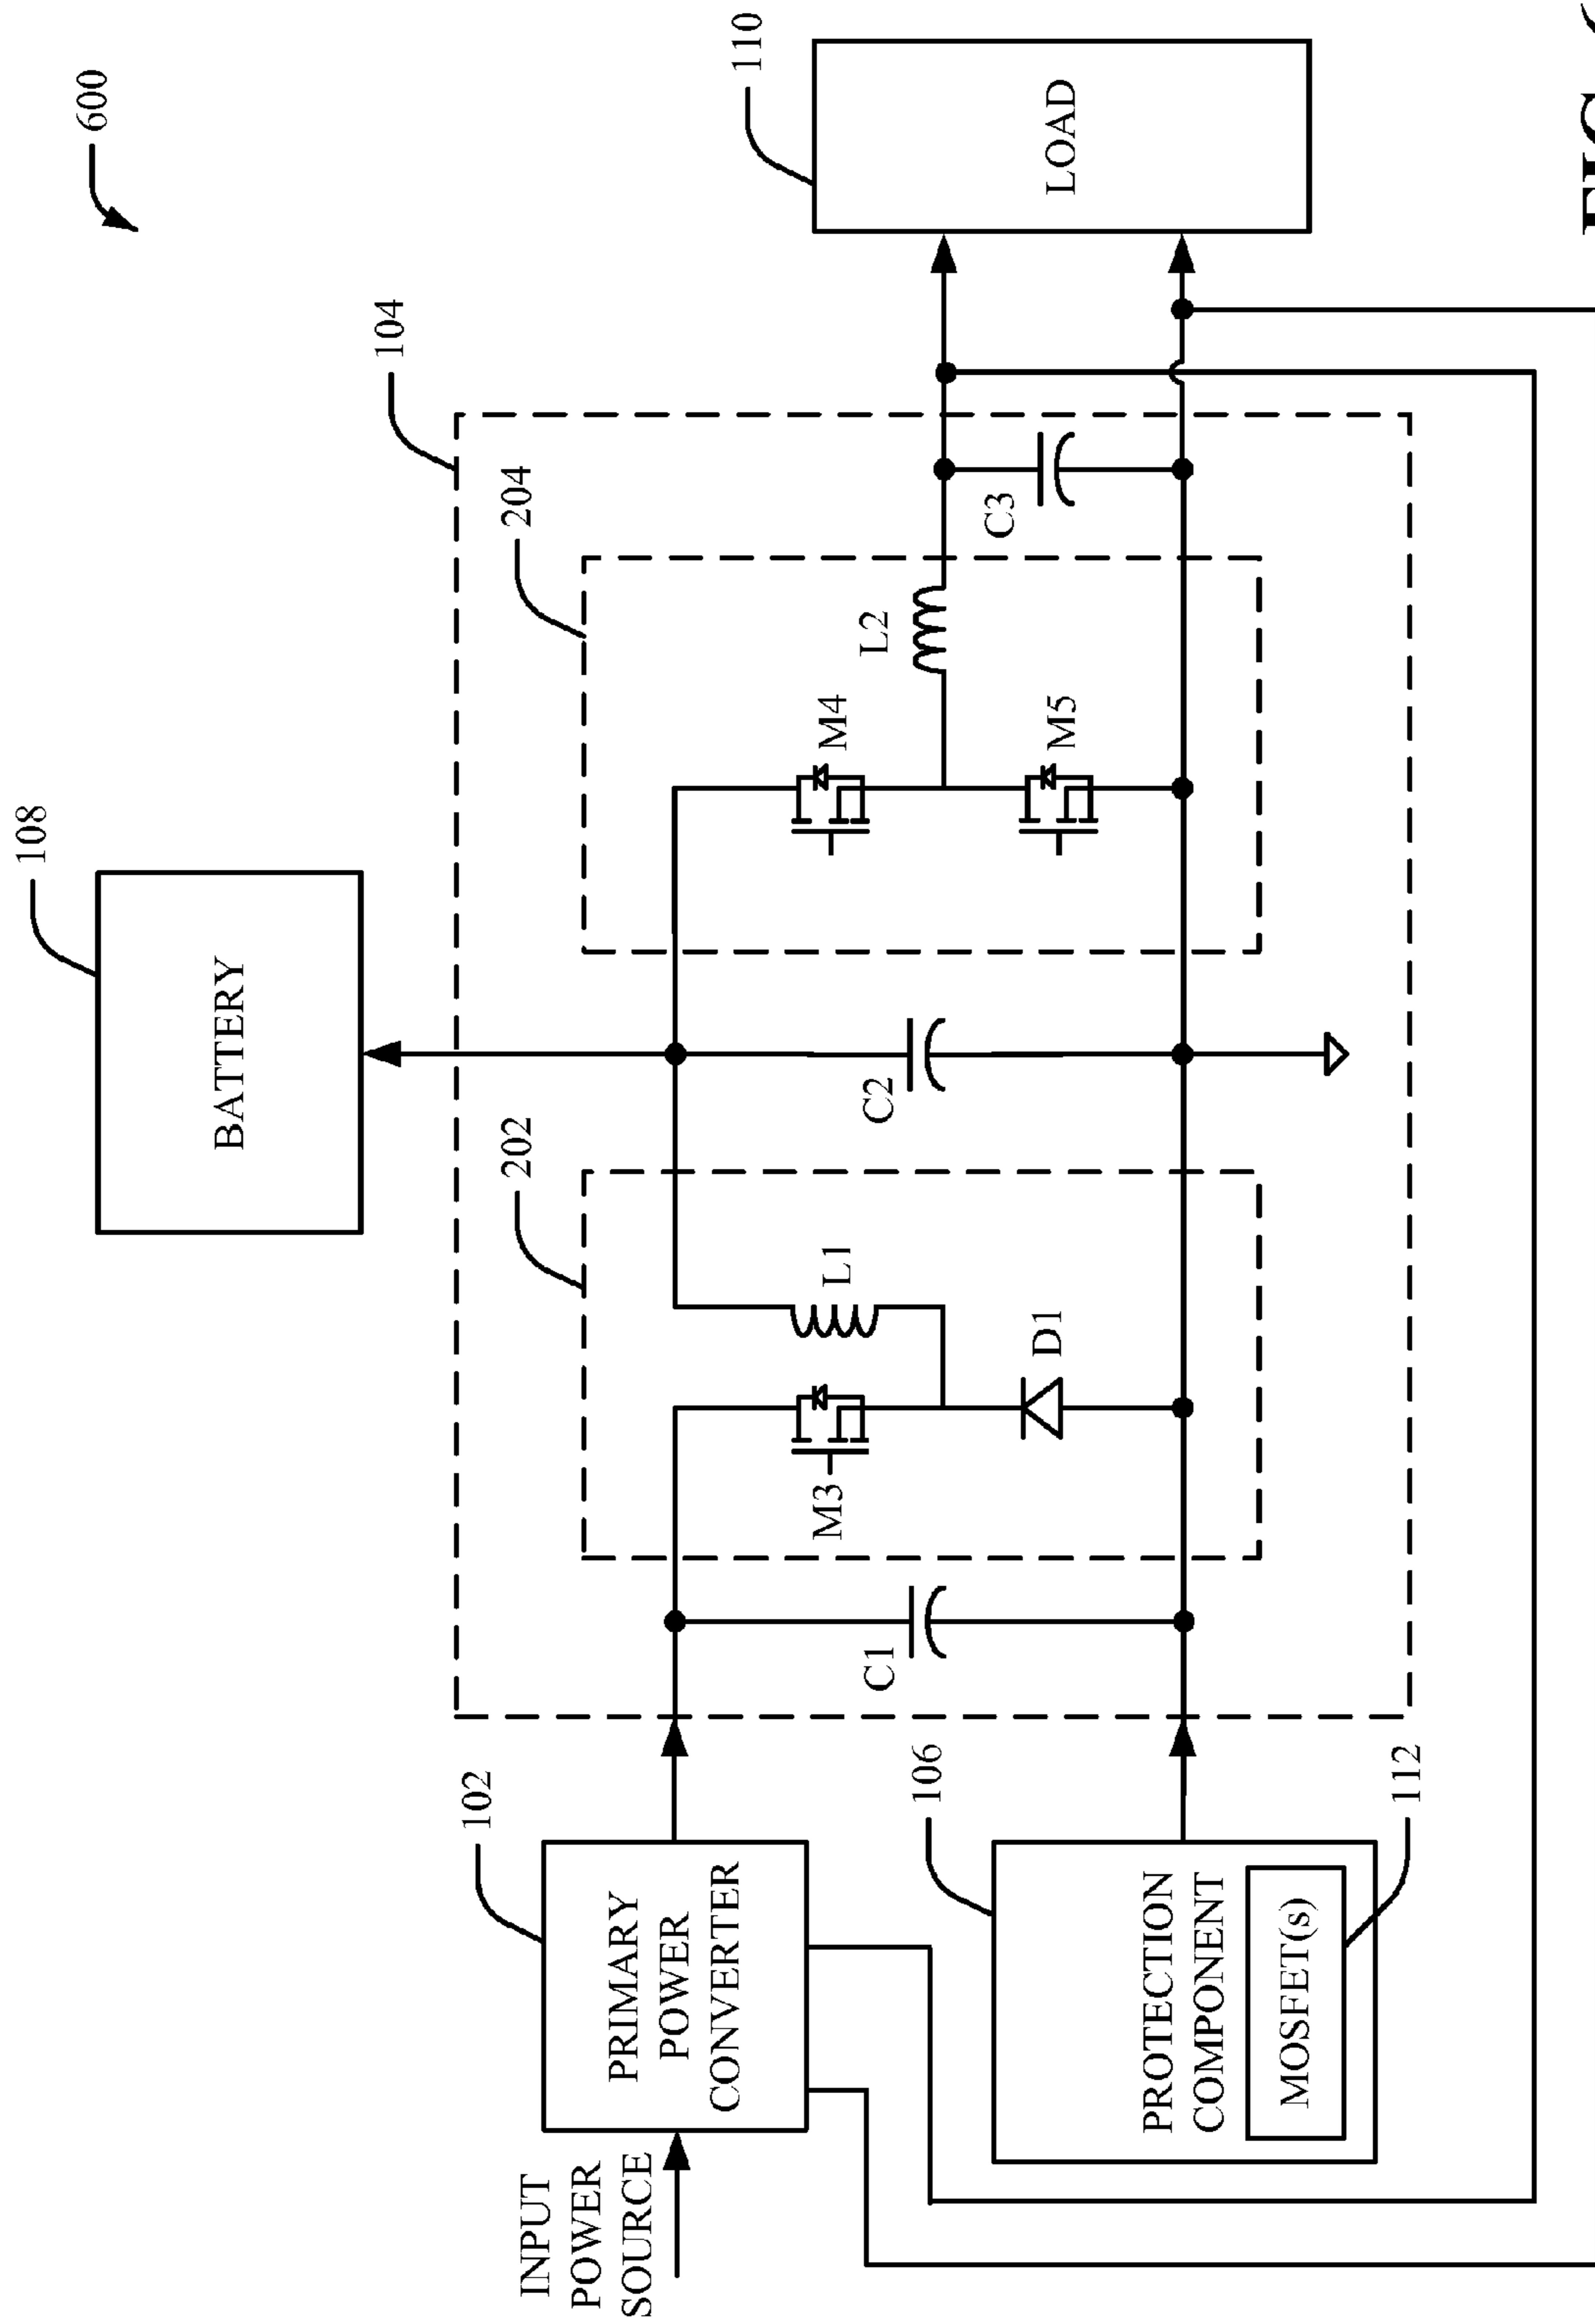 600
108
BATTERY
104
202
204
102
PRIMARY
POWER
CONVERTER
INPUT
POWER
SOURCE
M3
L1
D1
C1
C2
M4
M5
L2
C3
110
LOAD
106
PROTECTION
COMPONENT
MOSFET(s)
112